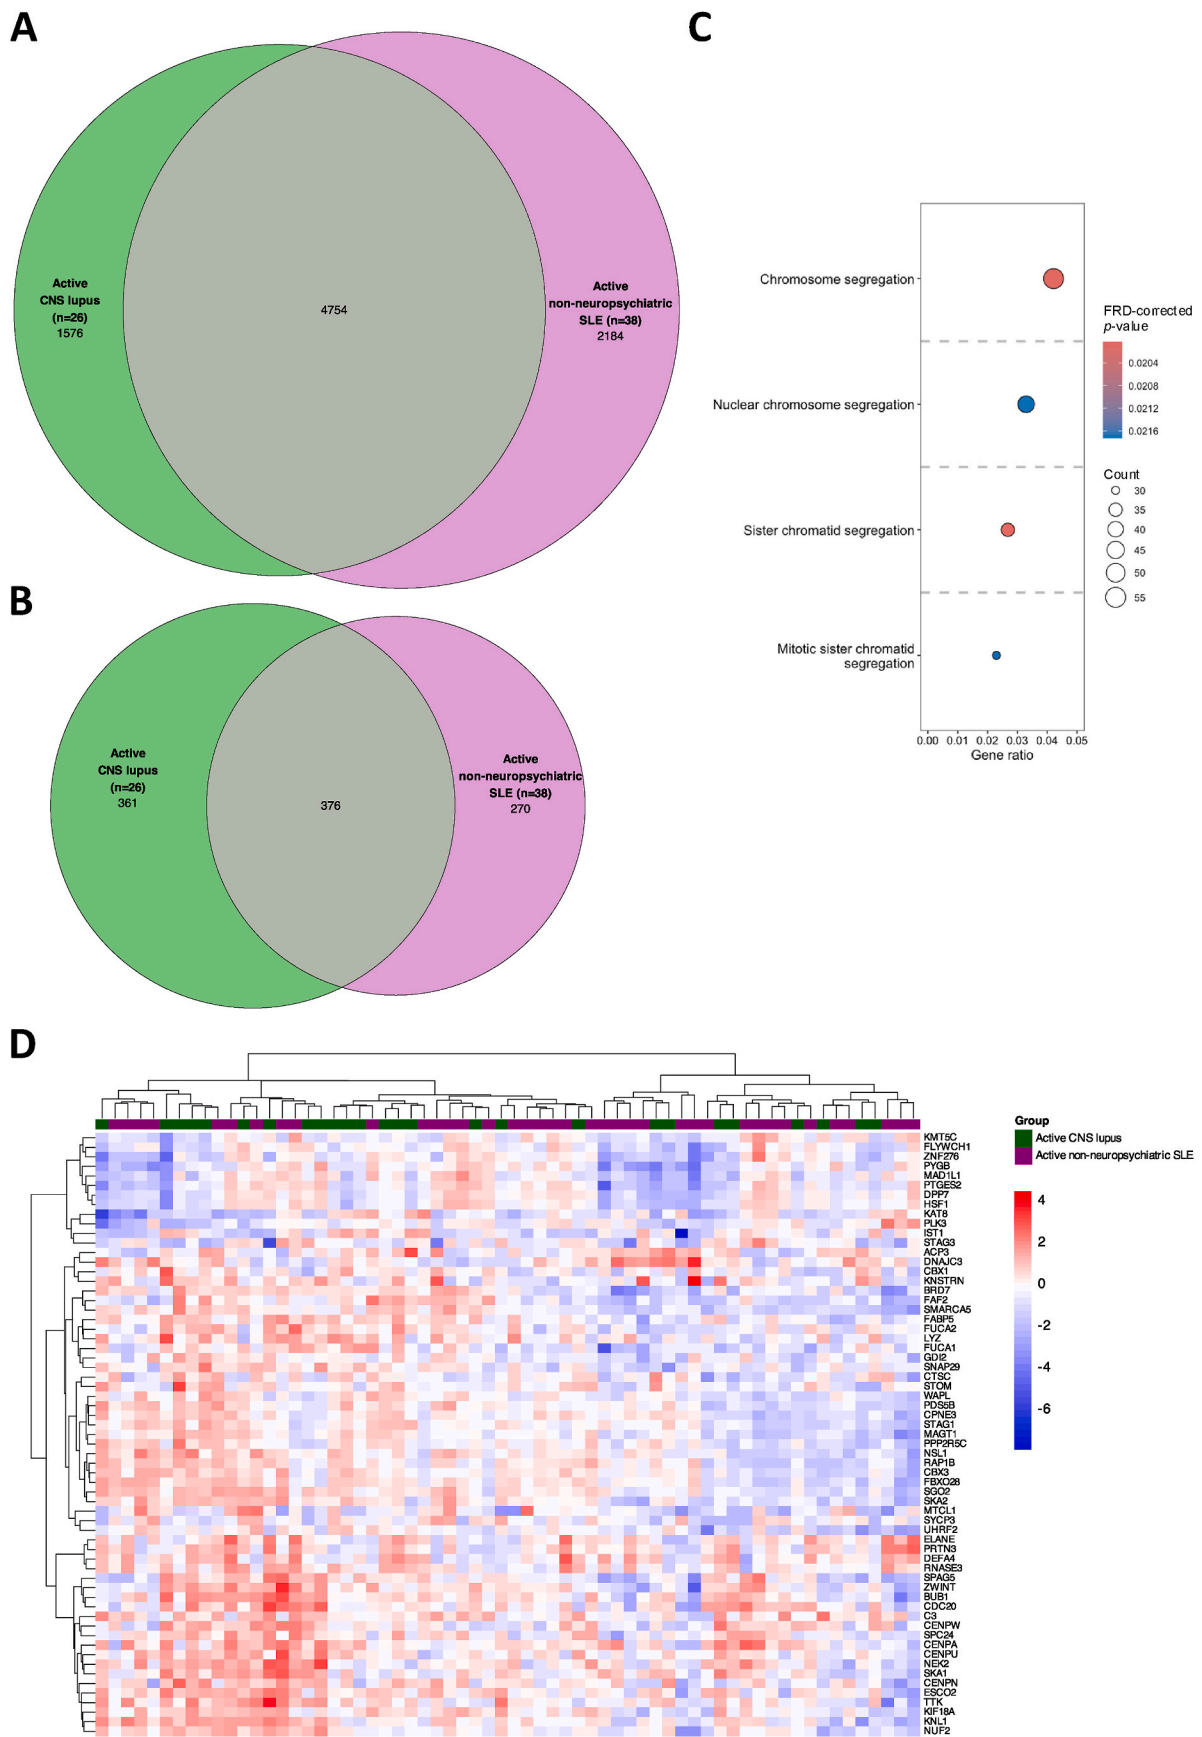 A
Active
CNS lupus
(n=26)
1576
4754
Active
non-neuropsychiatric
SLE (n=38)
2184
B
Active
CNS lupus
(n=26)
361
376
Active
non-neuropsychiatric
SLE (n=38)
270
C
Chromosome segregation
Nuclear chromosome segregation
Sister chromatid segregation
Mitotic sister chromatid
segregation
0.00 0.01 0.02 0.03 0.04 0.05
Gene ratio
FRD-corrected
p-value
0.0204
0.0208
0.0212
0.0216
Count
30
35
40
45
50
55
D
KMT5C
FLYWCH1
ZNF276
PYGB
MAD1L1
PTGES2
DPP7
HSF1
KAT8
PLK3
IST1
STAG3
ACP3
DNAJC3
CBX1
KNSTRN
BRD7
FAF2
SMARCA5
FABP5
FUCA2
LYZ
FUCA1
GDI2
SNAP29
CTSC
STOM
WAPL
PDS5B
CPNE3
STAG1
MAGT1
PPP2R5C
NSL1
RAP1B
CBX3
FBXO28
SGO2
SKA2
MTCL1
SYCP3
UHRF2
ELANE
PRTN3
DEFA4
RNASE3
SPAG5
ZWINT
BUB1
CDC20
C3
CENPW
SPC24
CENPA
CENPU
NEK2
SKA1
CENPN
ESCO2
TTK
KIF18A
KNL1
NUF2
Group
Active CNS lupus
Active non-neuropsychiatric SLE
4
2
0
-2
-4
-6